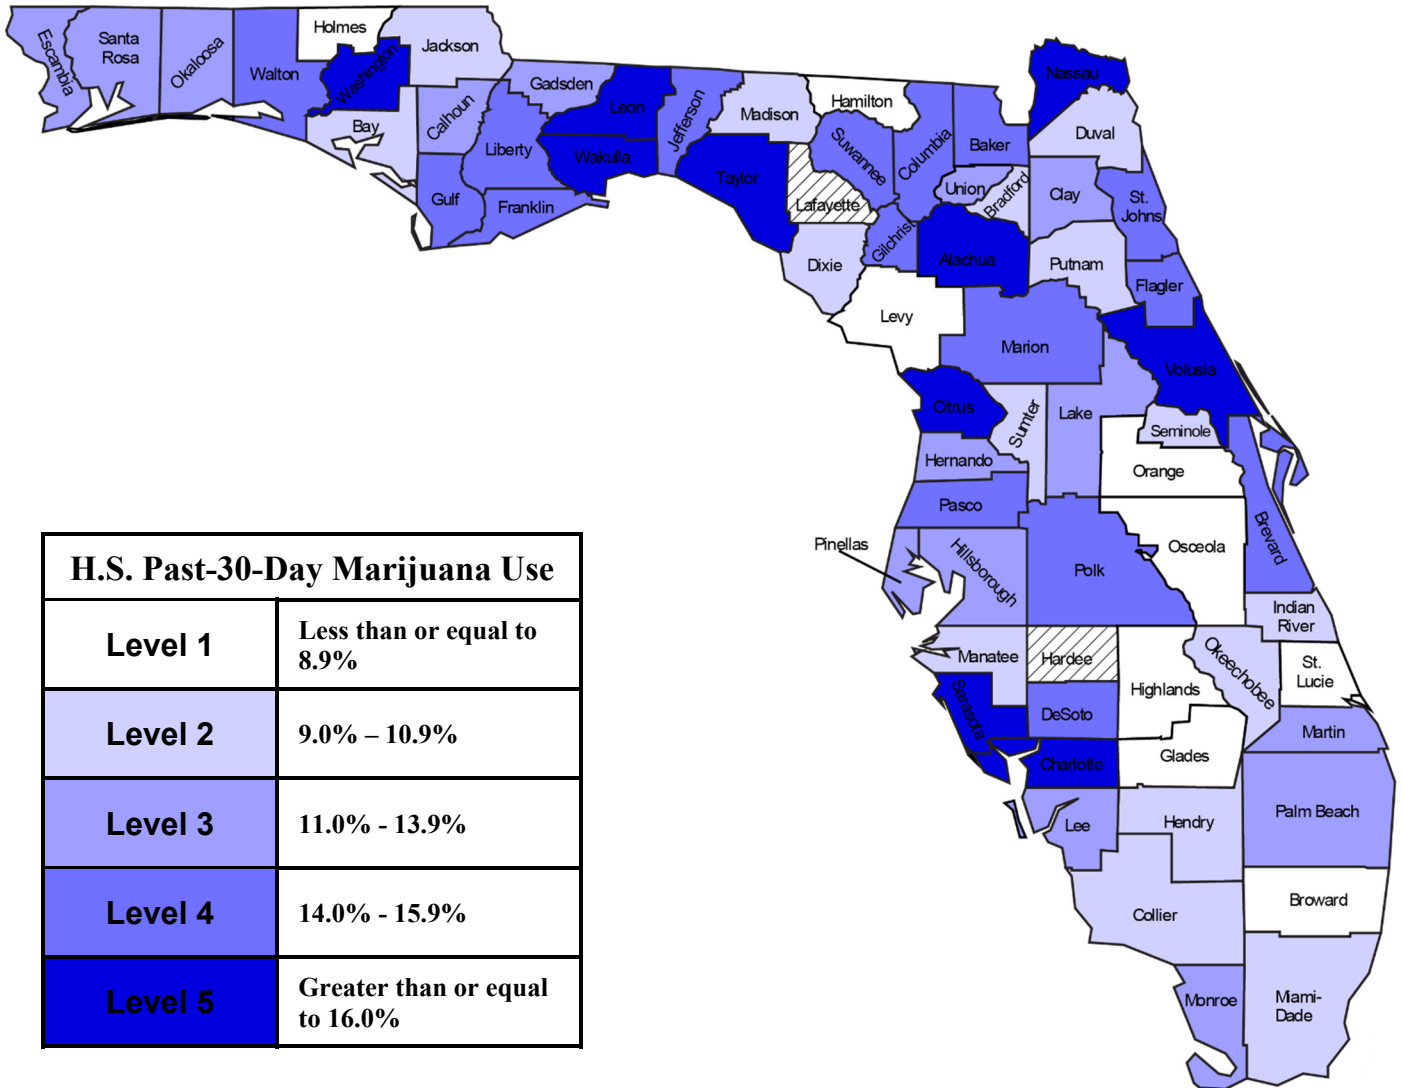 Holmes
Jackson
Santa
Rosa
Escambia
Okaloosa
Walton
Washington
Gadsden
Leon
Jefferson
Madison
Hamilton
Nassau
Duval
Bay
Calhoun
Liberty
Wakulla
Taylor
Suwannee
Columbia
Baker
Union
Bradford
Clay
St.
Johns
Gulf
Franklin
Lafayette
Gilchrist
Alachua
Dixie
Putnam
Flagler
Levy
Marion
Volusia
Citrus
Sumter
Lake
Seminole
Hernando
Orange
Pasco
Pinellas
Hillsborough
Polk
Osceola
Brevard
Indian
River
Manatee
Hardee
Okeechobee
St.
Lucie
Highlands
Sarasota
DeSoto
Martin
Charlotte
Glades
Lee
Hendry
Palm Beach
Collier
Broward
Monroe
Miami-
Dade
H.S. Past-30-Day Marijuana Use
Level 1
Less than or equal to
8.9%
Level 2
9.0% – 10.9%
Level 3
11.0% - 13.9%
Level 4
14.0% - 15.9%
Level 5
Greater than or equal
to 16.0%